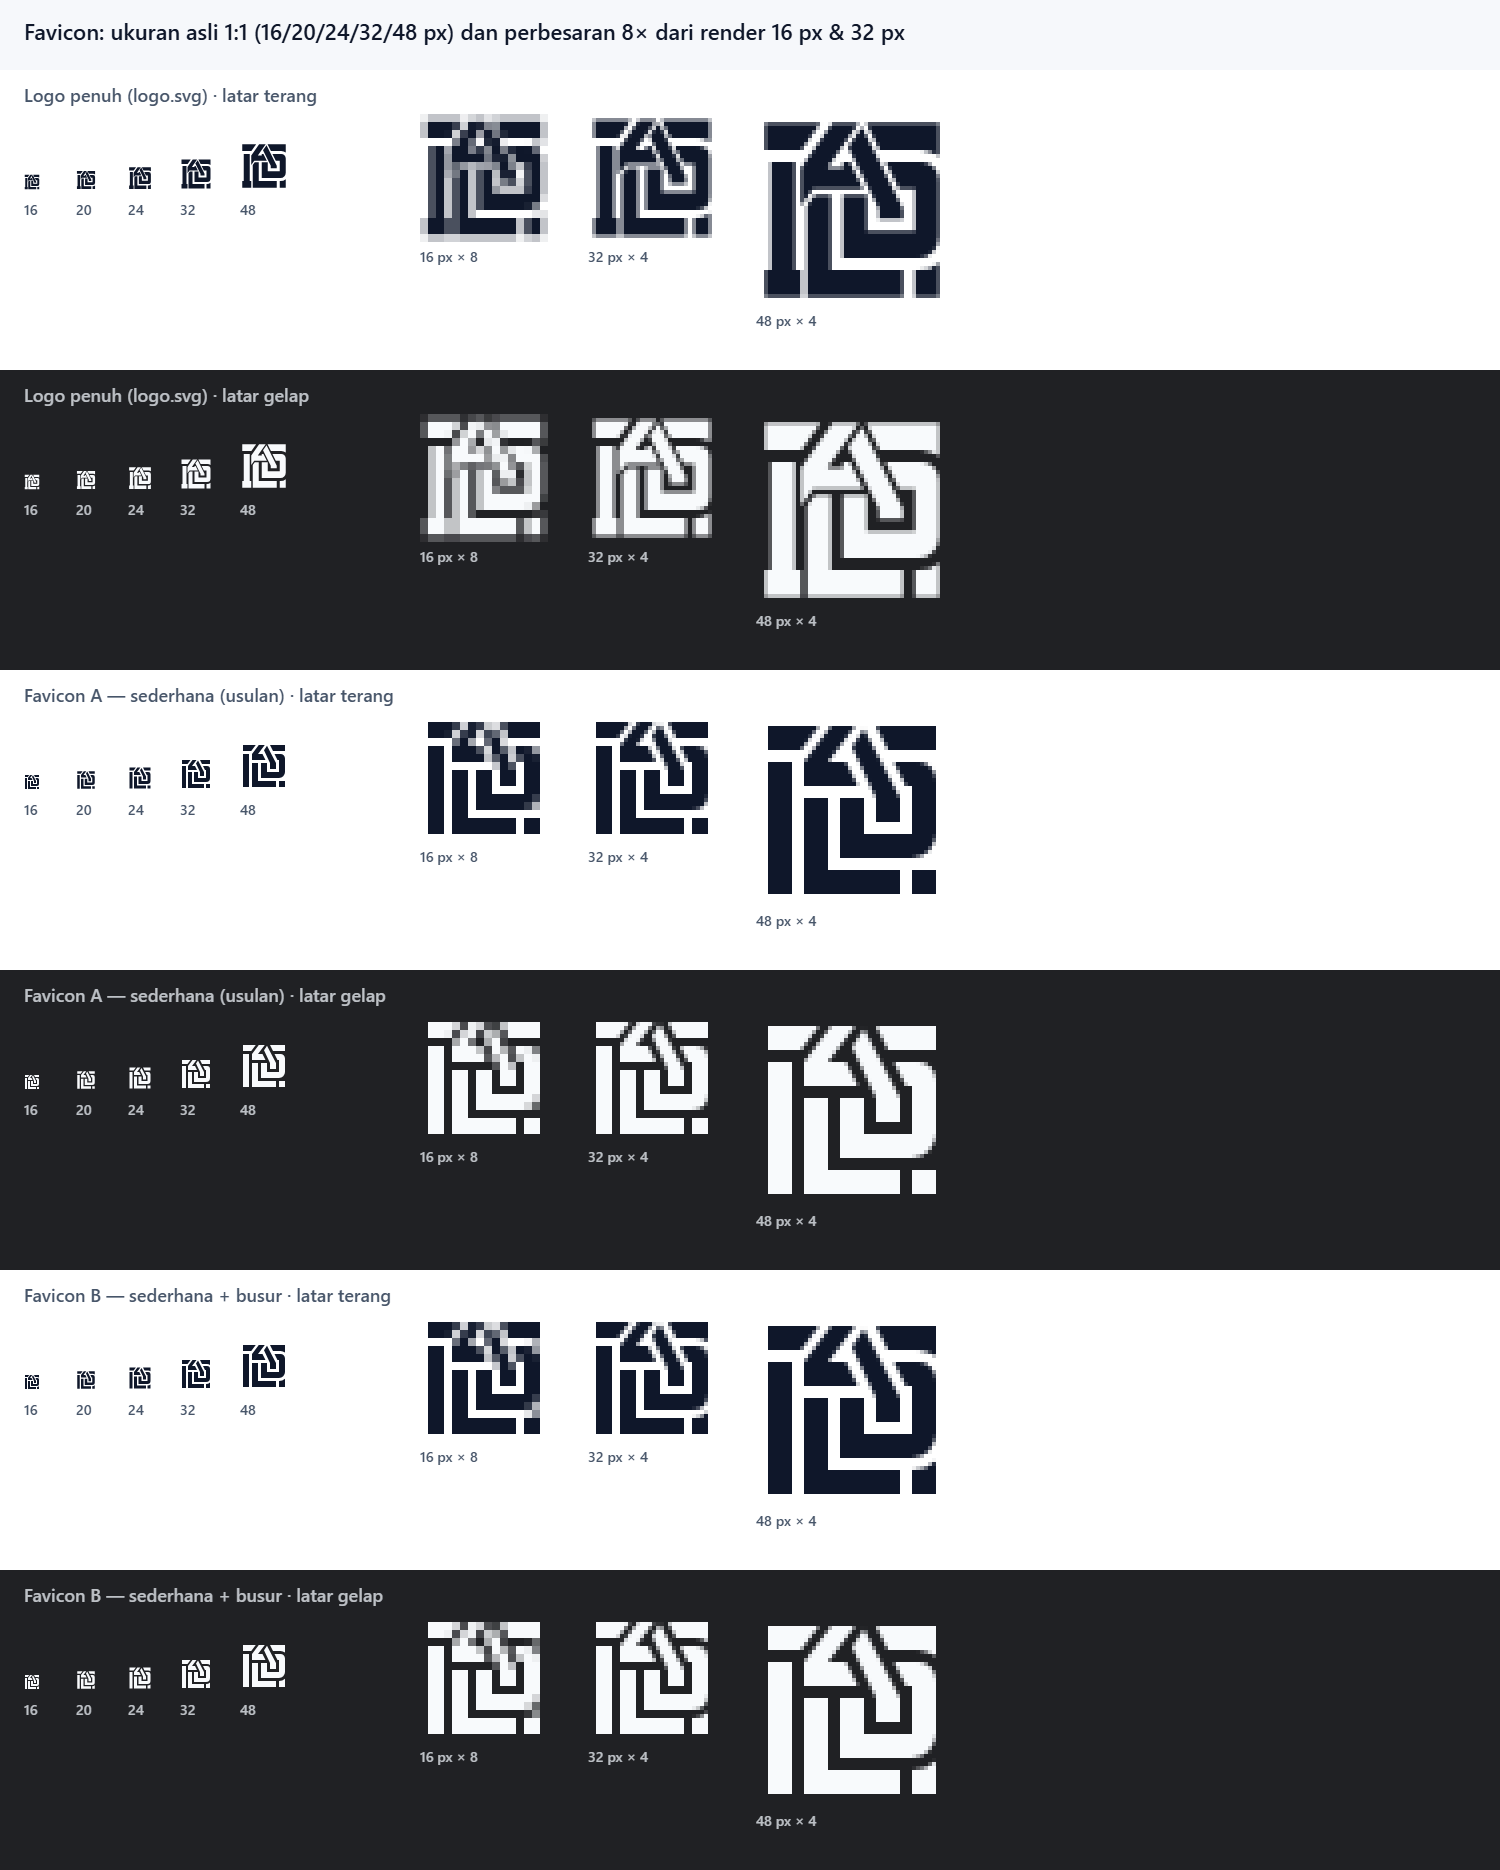 Favicon: ukuran asli 1:1 (16/20/24/32/48 px) dan perbesaran 8× dari render 16 px & 32 px
Logo penuh (logo.svg) · latar terang
16 20 24 32 48
16 px × 8 32 px × 4
48 px × 4
Logo penuh (logo.svg) · latar gelap
16 20 24 32 48
16 px × 8 32 px × 4
48 px × 4
Favicon A — sederhana (usulan) · latar terang
16 20 24 32 48
16 px × 8 32 px × 4
48 px × 4
Favicon A — sederhana (usulan) · latar gelap
16 20 24 32 48
16 px × 8 32 px × 4
48 px × 4
Favicon B — sederhana + busur · latar terang
16 20 24 32 48
16 px × 8 32 px × 4
48 px × 4
Favicon B — sederhana + busur · latar gelap
16 20 24 32 48
16 px × 8 32 px × 4
48 px × 4